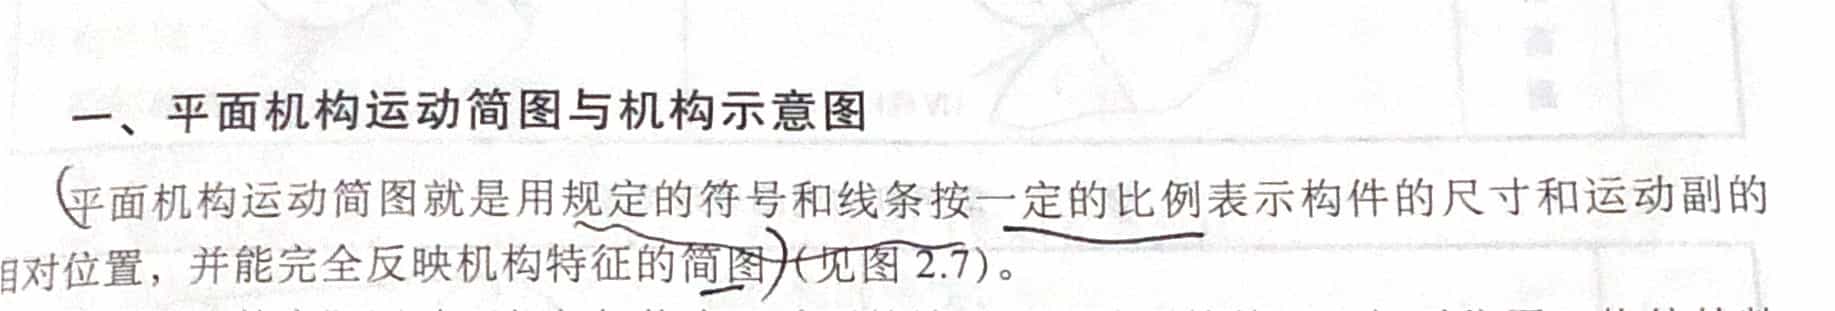 一、平面机构运动简图与机构示意图
平面机构运动简图就是用规定的符号和线条按一定的比例表示构件的尺寸和运动副的
相对位置，并能完全反映机构特征的简图(见图 2.7)。